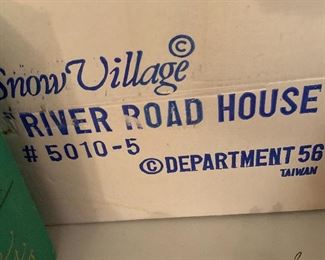 Snow Village ©
"RIVER ROAD HOUSE
# 5010-5
© DEPARTMENT 56
TAIWAN